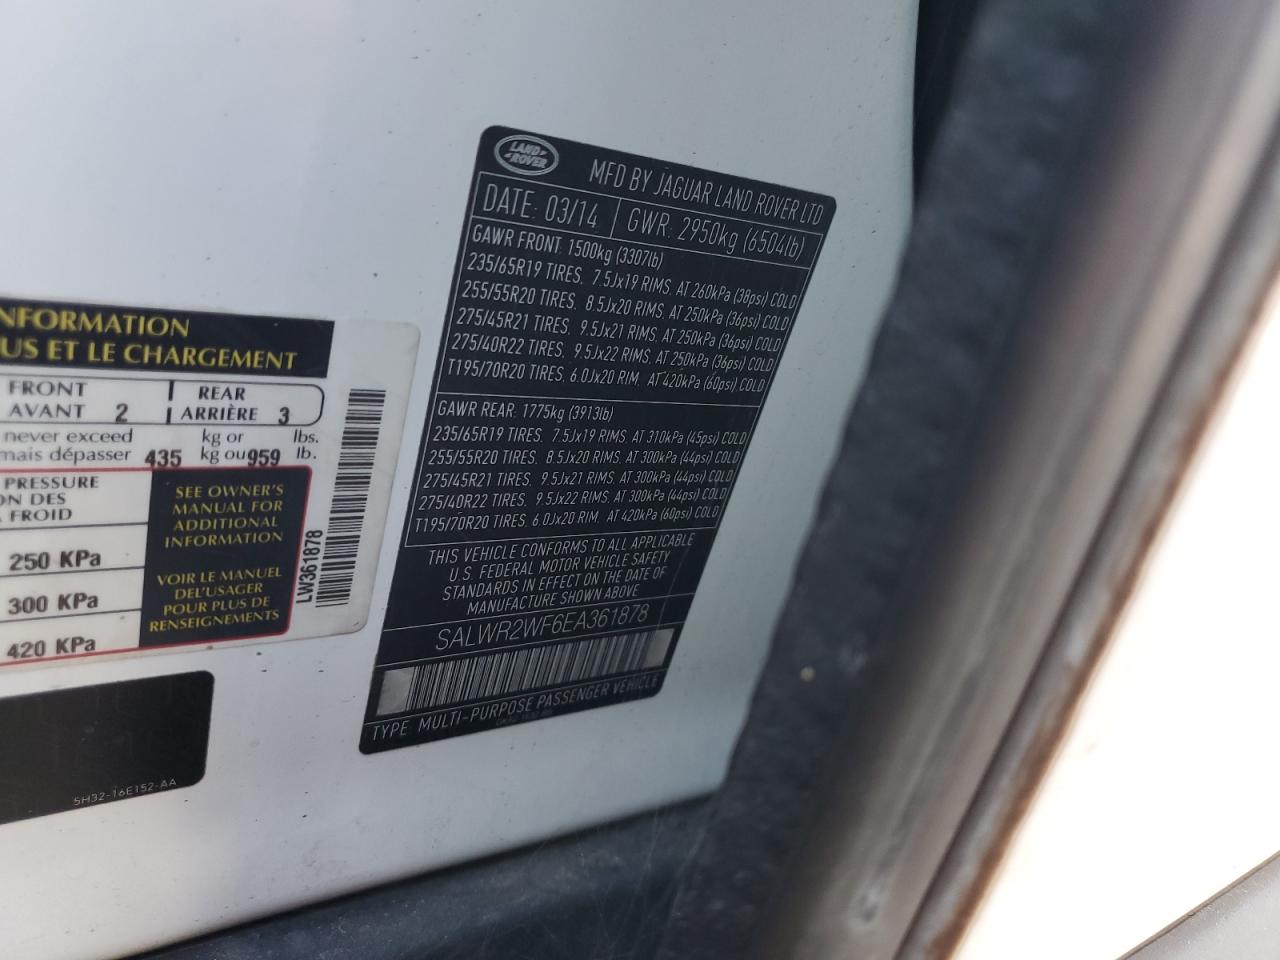 NFORMATION
US ET LE CHARGEMENT
FRONT REAR
AVANT 2 ARRIÈRE 3
never exceed kg or lbs.
mais dépasser 435 kg ou 959 lb.
PRESSURE
ON DES
FROID
250 KPa
300 KPa
420 KPa
SEE OWNER'S
MANUAL FOR
ADDITIONAL
INFORMATION
VOIR LE MANUEL
DEL'USAGER
POUR PLUS DE
RENSEIGNEMENTS
LW361878
5H32-16E152-AA
LAND
ROVER
MFD BY JAGUAR LAND ROVER LTD
DATE: 03/14 GWR: 2950kg (6504lb)
GAWR FRONT: 1500kg (3307lb)
235/65R19 TIRES, 7.5Jx19 RIMS, AT 260kPa (38psi) COLD
255/55R20 TIRES, 8.5Jx20 RIMS, AT 250kPa (36psi) COLD
275/45R21 TIRES, 9.5Jx21 RIMS, AT 250kPa (36psi) COLD
275/40R22 TIRES, 9.5Jx22 RIMS, AT 250kPa (36psi) COLD
T195/70R20 TIRES, 6.0Jx20 RIM, AT 420kPa (60psi) COLD
GAWR REAR: 1775kg (3913lb)
235/65R19 TIRES, 7.5Jx19 RIMS, AT 310kPa (45psi) COLD
255/55R20 TIRES, 8.5Jx20 RIMS, AT 300kPa (44psi) COLD
275/45R21 TIRES, 9.5Jx21 RIMS, AT 300kPa (44psi) COLD
275/40R22 TIRES, 9.5Jx22 RIMS, AT 300kPa (44psi) COLD
T195/70R20 TIRES, 6.0Jx20 RIM, AT 420kPa (60psi) COLD
THIS VEHICLE CONFORMS TO ALL APPLICABLE
U.S. FEDERAL MOTOR VEHICLE SAFETY
STANDARDS IN EFFECT ON THE DATE OF
MANUFACTURE SHOWN ABOVE
SALWR2WF6EA361878
TYPE: MULTI-PURPOSE PASSENGER VEHICLE